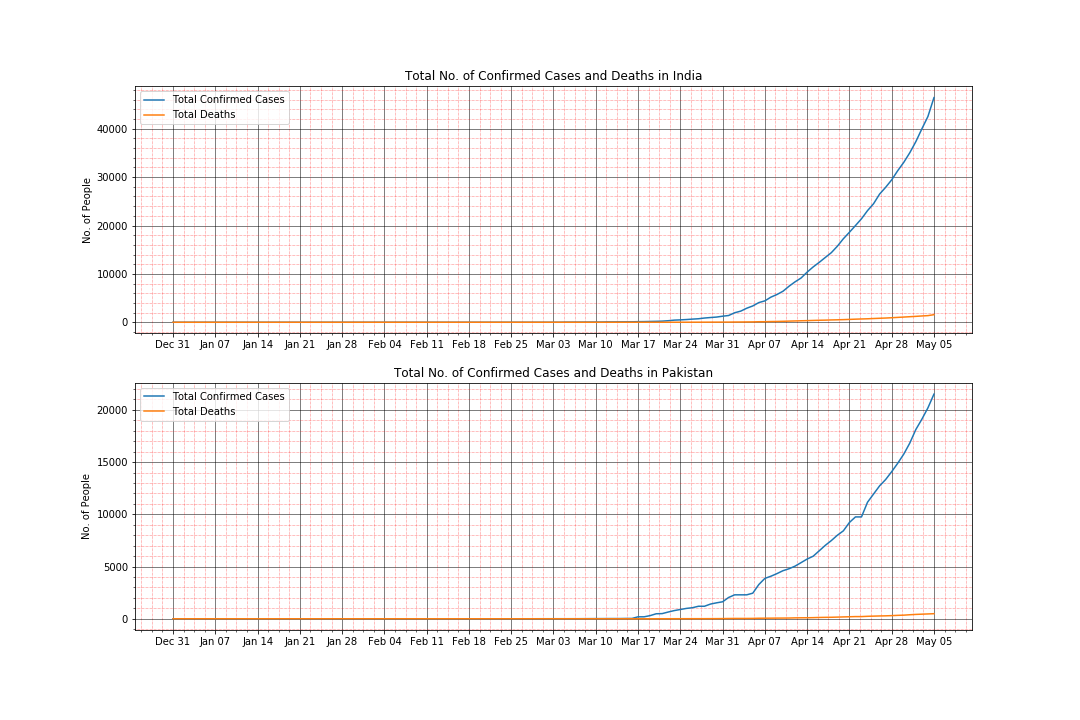 Total No. of Confirmed Cases and Deaths in India
Total Confirmed Cases
Total Deaths
No. of People
40000
30000
20000
10000
0
Dec 31 Jan 07 Jan 14 Jan 21 Jan 28 Feb 04 Feb 11 Feb 18 Feb 25 Mar 03 Mar 10 Mar 17 Mar 24 Mar 31 Apr 07 Apr 14 Apr 21 Apr 28 May 05
Total No. of Confirmed Cases and Deaths in Pakistan
Total Confirmed Cases
Total Deaths
No. of People
20000
15000
10000
5000
0
Dec 31 Jan 07 Jan 14 Jan 21 Jan 28 Feb 04 Feb 11 Feb 18 Feb 25 Mar 03 Mar 10 Mar 17 Mar 24 Mar 31 Apr 07 Apr 14 Apr 21 Apr 28 May 05